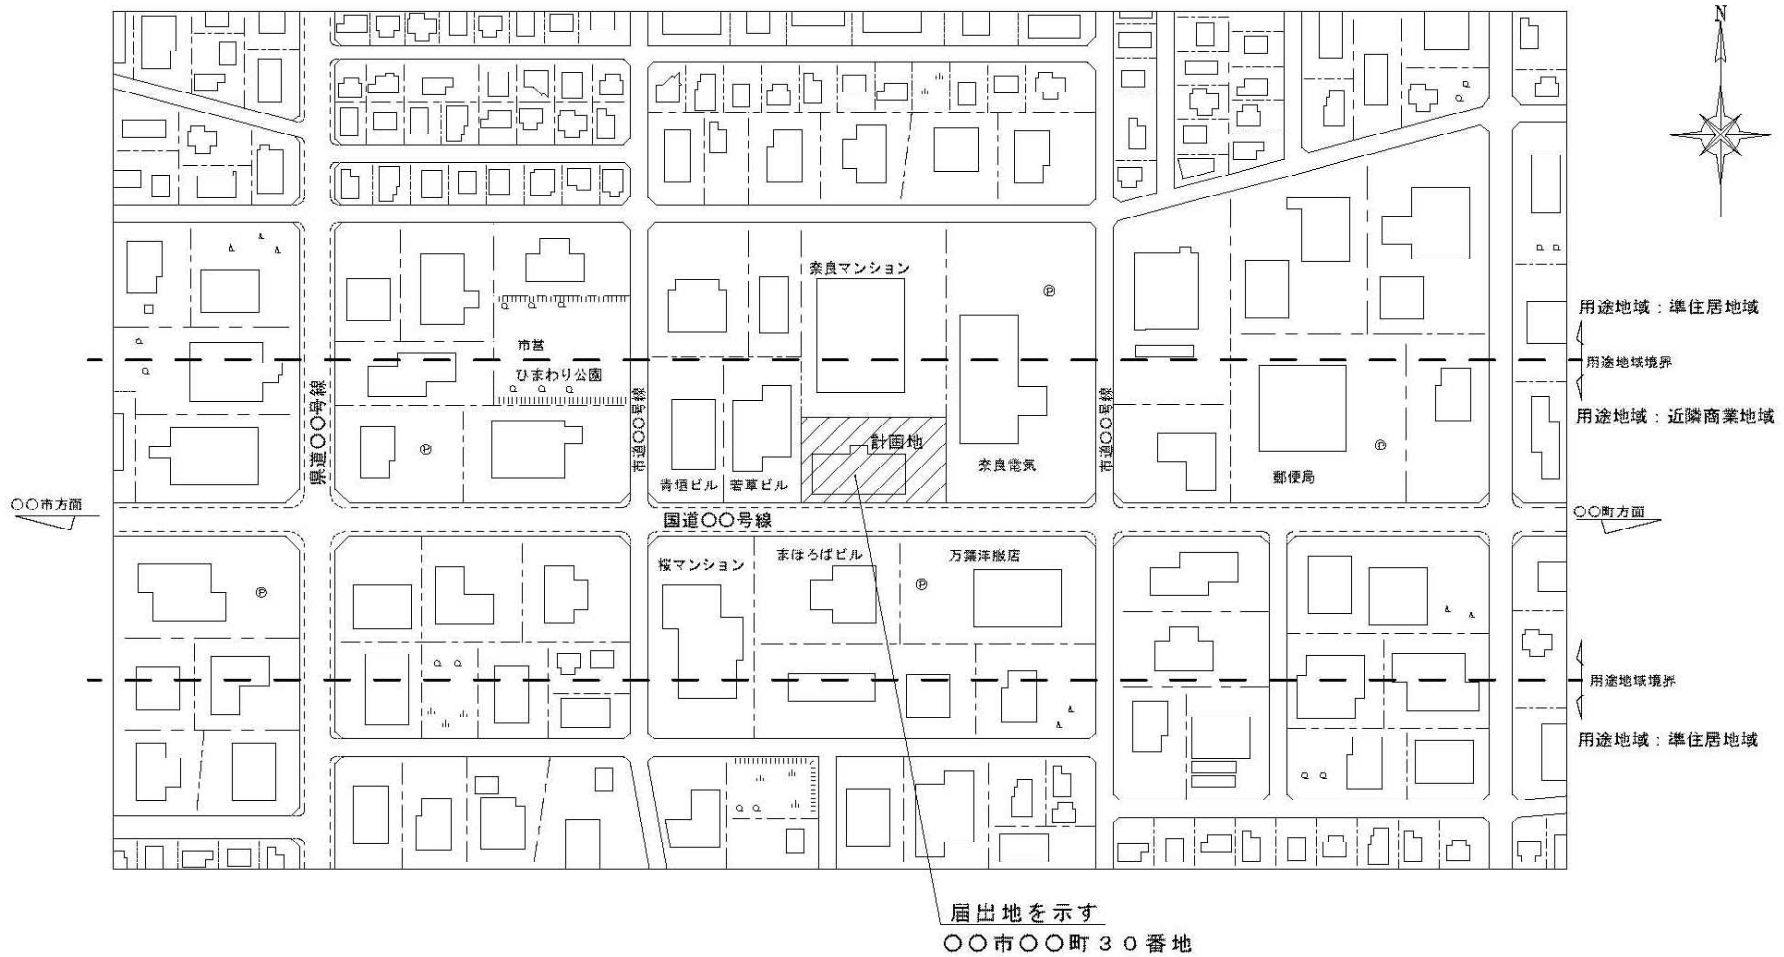 N
奈良マンション
用途地域：準住居地域
市営
用途地域境界
ひまわり公園
県道〇〇号線
市道〇〇号線
市道〇〇号線
用途地域：近隣商業地域
計画地
Ⓟ
Ⓟ
Ⓟ
奈良電気
郵便局
青垣ビル
若草ビル
〇〇市方面
国道〇〇号線
〇〇町方面
桜マンション
まほろばビル
万葉洋服店
Ⓟ
Ⓟ
用途地域境界
用途地域：準住居地域
届出地を示す
〇〇市〇〇町３０番地